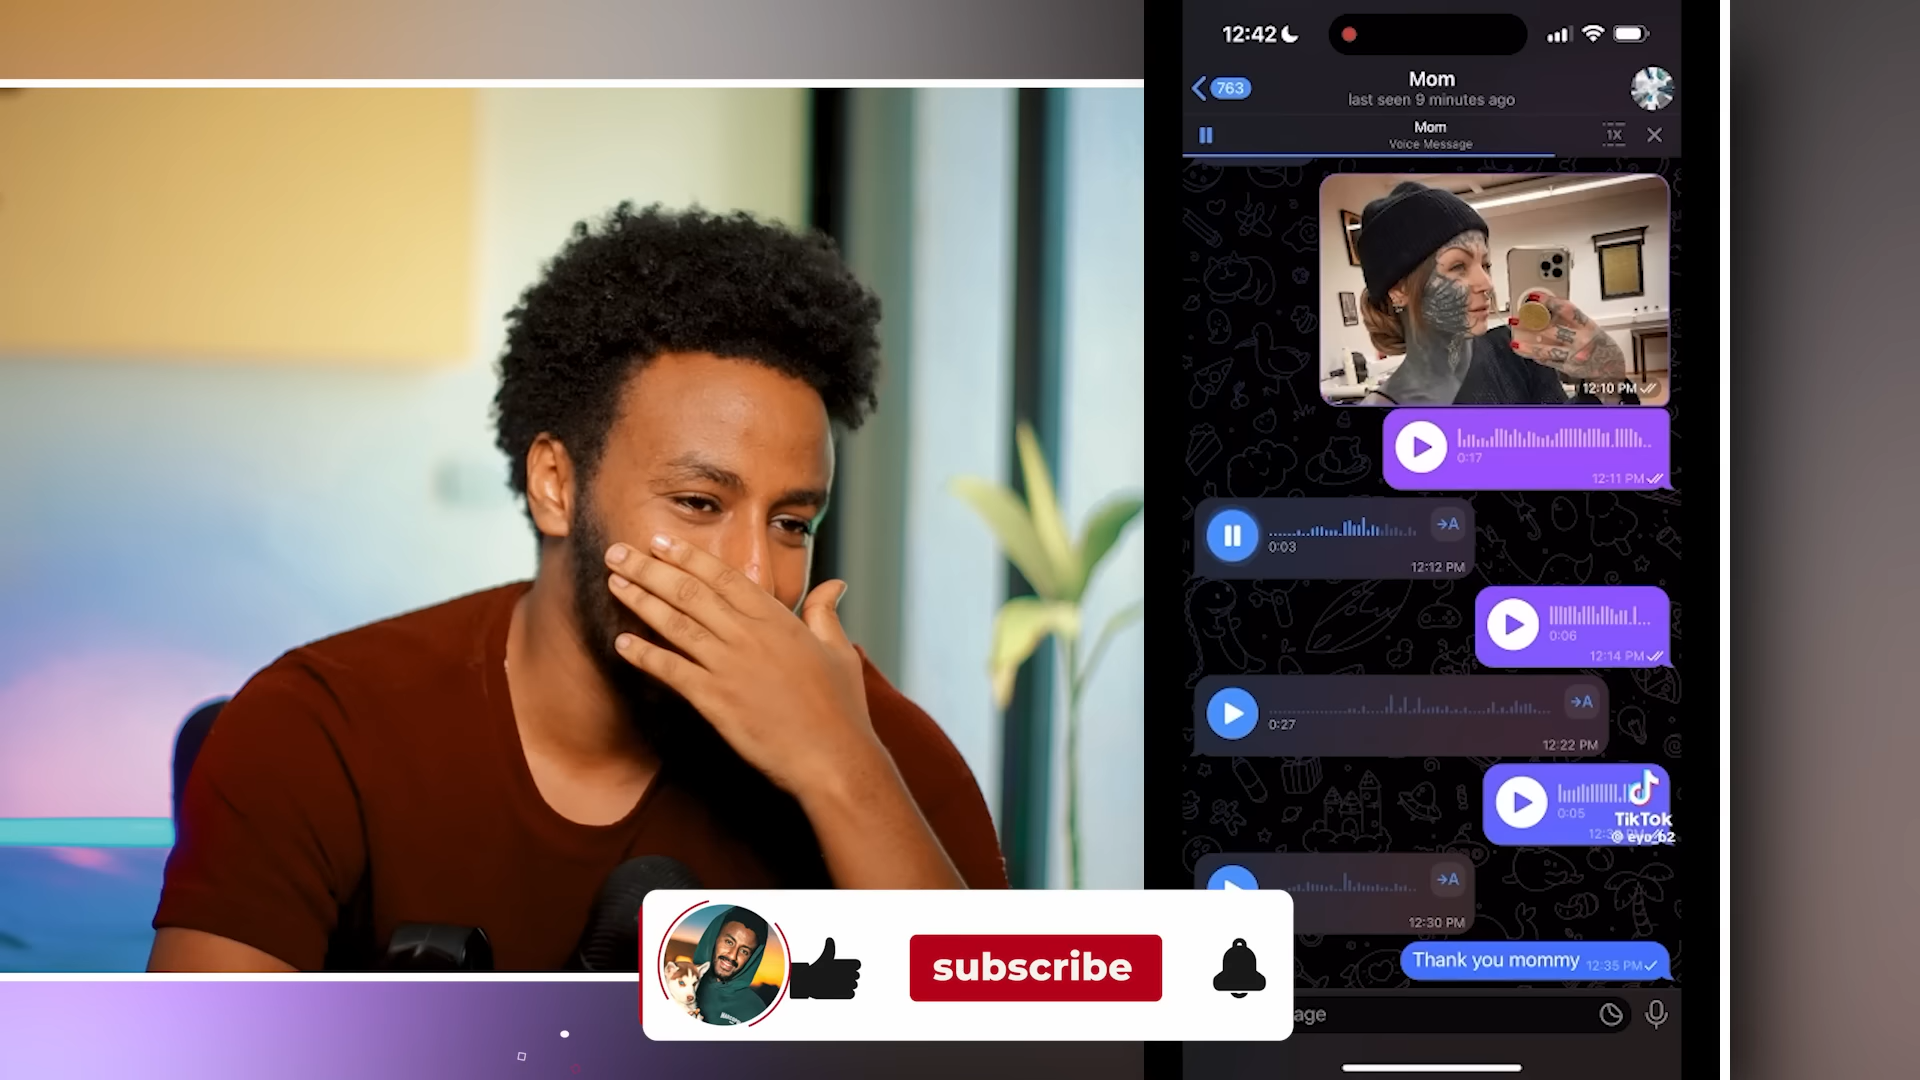 12:42
763
Mom
last seen 9 minutes ago
Mom
Voice Message
1X
12:10 PM
0:17
12:11 PM
0:03
→A
12:12 PM
0:06
12:14 PM
0:27
→A
12:22 PM
0:05
TikTok
@ eyo_b2
→A
12:30 PM
Thank you mommy 12:35 PM
age
subscribe